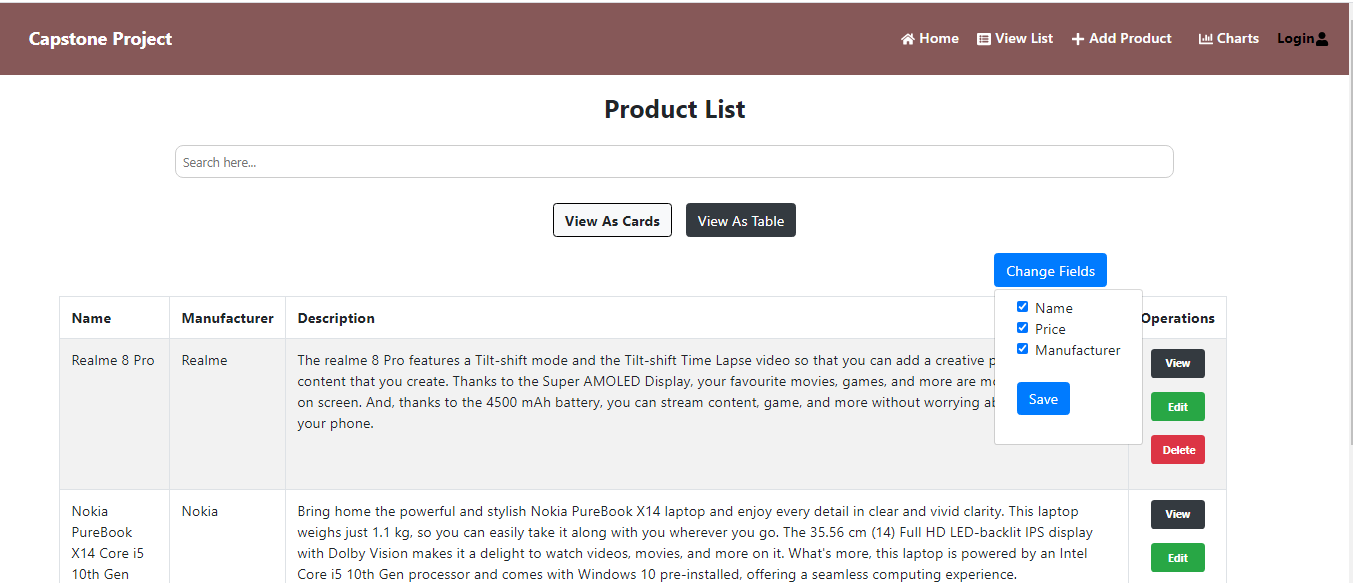 Capstone Project
Home View List Add Product Charts Login
Product List
Search here...
View As Cards View As Table
Change Fields
Name
Price
Manufacturer
Save
Name Manufacturer Description Operations
Realme 8 Pro Realme The realme 8 Pro features a Tilt-shift mode and the Tilt-shift Time Lapse video so that you can add a creative
content that you create. Thanks to the Super AMOLED Display, your favourite movies, games, and more are
on screen. And, thanks to the 4500 mAh battery, you can stream content, game, and more without worrying
your phone.
View
Edit
Delete
Nokia Nokia Bring home the powerful and stylish Nokia PureBook X14 laptop and enjoy every detail in clear and vivid clarity. This laptop
PureBook weighs just 1.1 kg, so you can easily take it along with you wherever you go. The 35.56 cm (14) Full HD LED-backlit IPS display
X14 Core i5 with Dolby Vision makes it a delight to watch videos, movies, and more on it. What's more, this laptop is powered by an Intel
10th Gen Core i5 10th Gen processor and comes with Windows 10 pre-installed, offering a seamless computing experience.
View
Edit